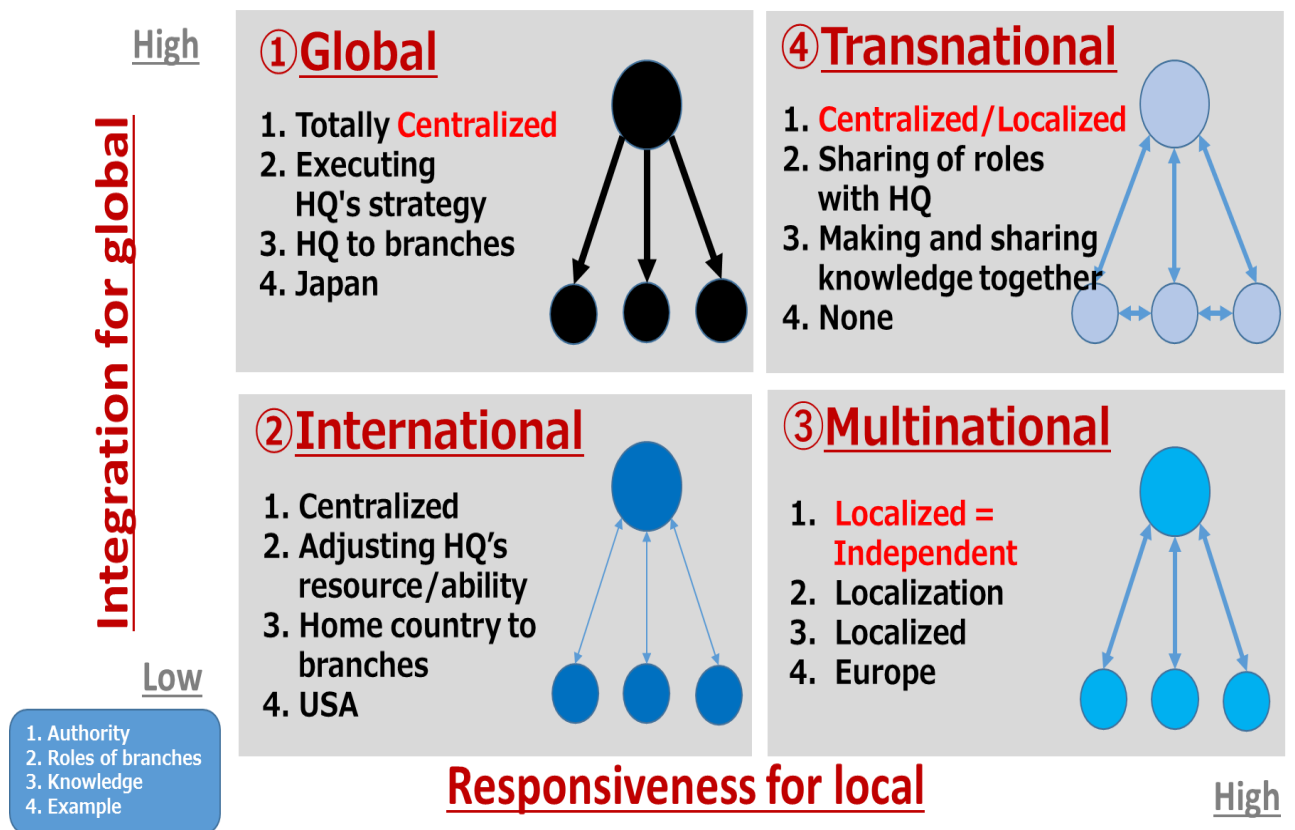 High
Integration for global
Low
①Global
1. Totally Centralized
2. Executing
HQ's strategy
3. HQ to branches
4. Japan
④Transnational
1. Centralized/Localized
2. Sharing of roles
with HQ
3. Making and sharing
knowledge together
4. None
②International
1. Centralized
2. Adjusting HQ’s
resource/ability
3. Home country to
branches
4. USA
③Multinational
1. Localized =
Independent
2. Localization
3. Localized
4. Europe
1. Authority
2. Roles of branches
3. Knowledge
4. Example
Responsiveness for local
High